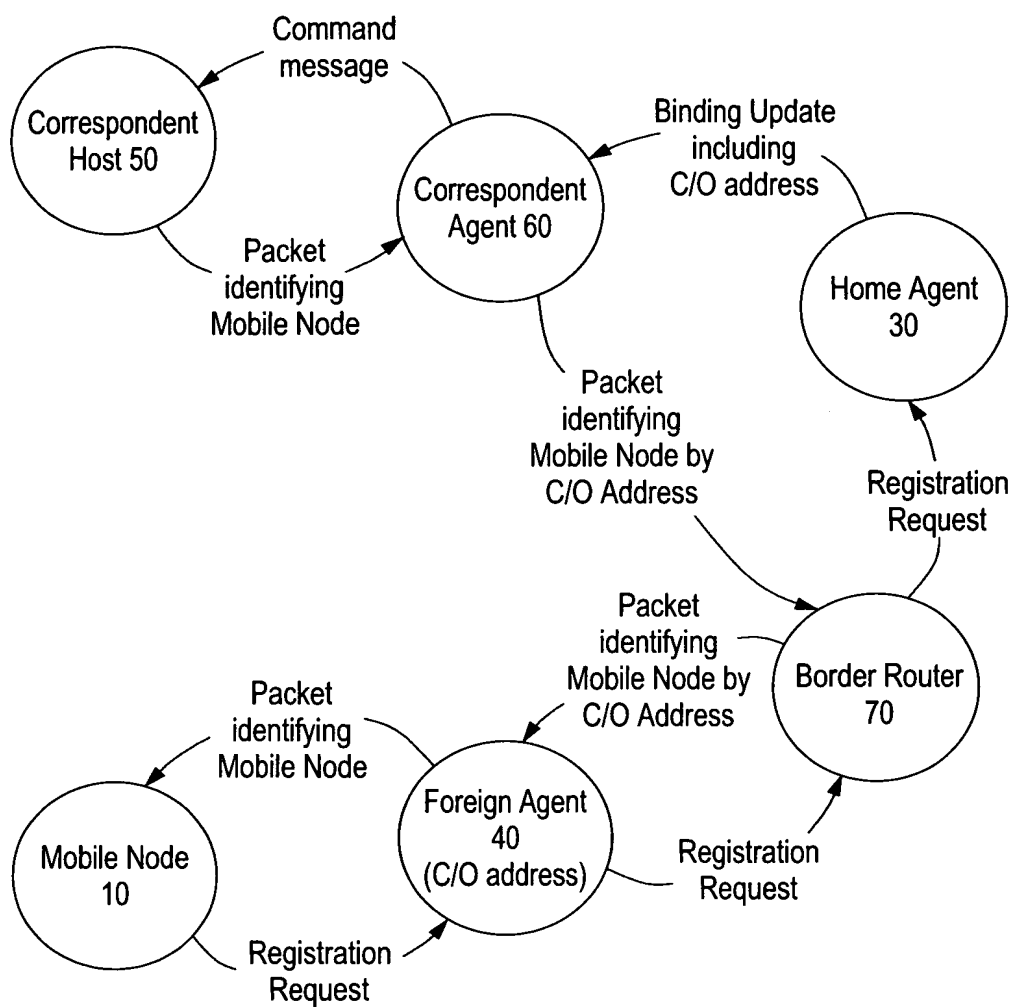 Command
message
Correspondent
Host 50
Binding Update
including
C/O address
Correspondent
Agent 60
Packet
identifying
Mobile Node
Home Agent
30
Packet
identifying
Mobile Node by
C/O Address
Registration
Request
Packet
identifying
Mobile Node by
C/O Address
Border Router
70
Packet
identifying
Mobile Node
Foreign Agent
40
(C/O address)
Mobile Node
10
Registration
Request
Registration
Request